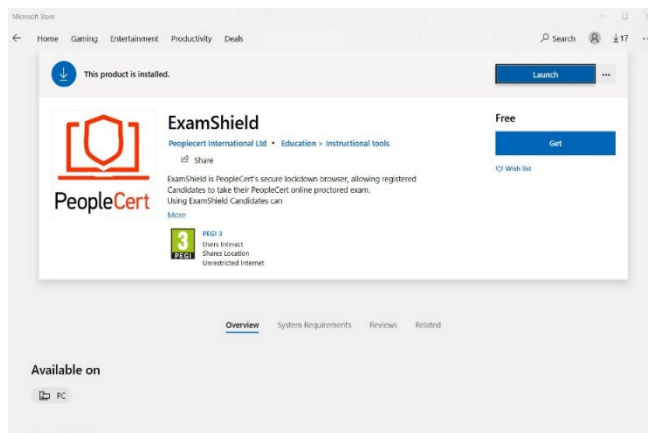 Microsoft Store
Home Gaming Entertainment Productivity Deals Search 17
This product is installed. Launch
ExamShield
Free
Peoplecert International Ltd • Education > Instructional tools
Get
Share
Wish list
ExamShield is PeopleCert's secure lockdown browser, allowing registered
Candidates to take their PeopleCert online proctored exam.
Using ExamShield Candidates can
More
PeopleCert
3
PEGI
PEGI 3
Users Interact
Shares Location
Unrestricted Internet
Overview System Requirements Reviews Related
Available on
PC